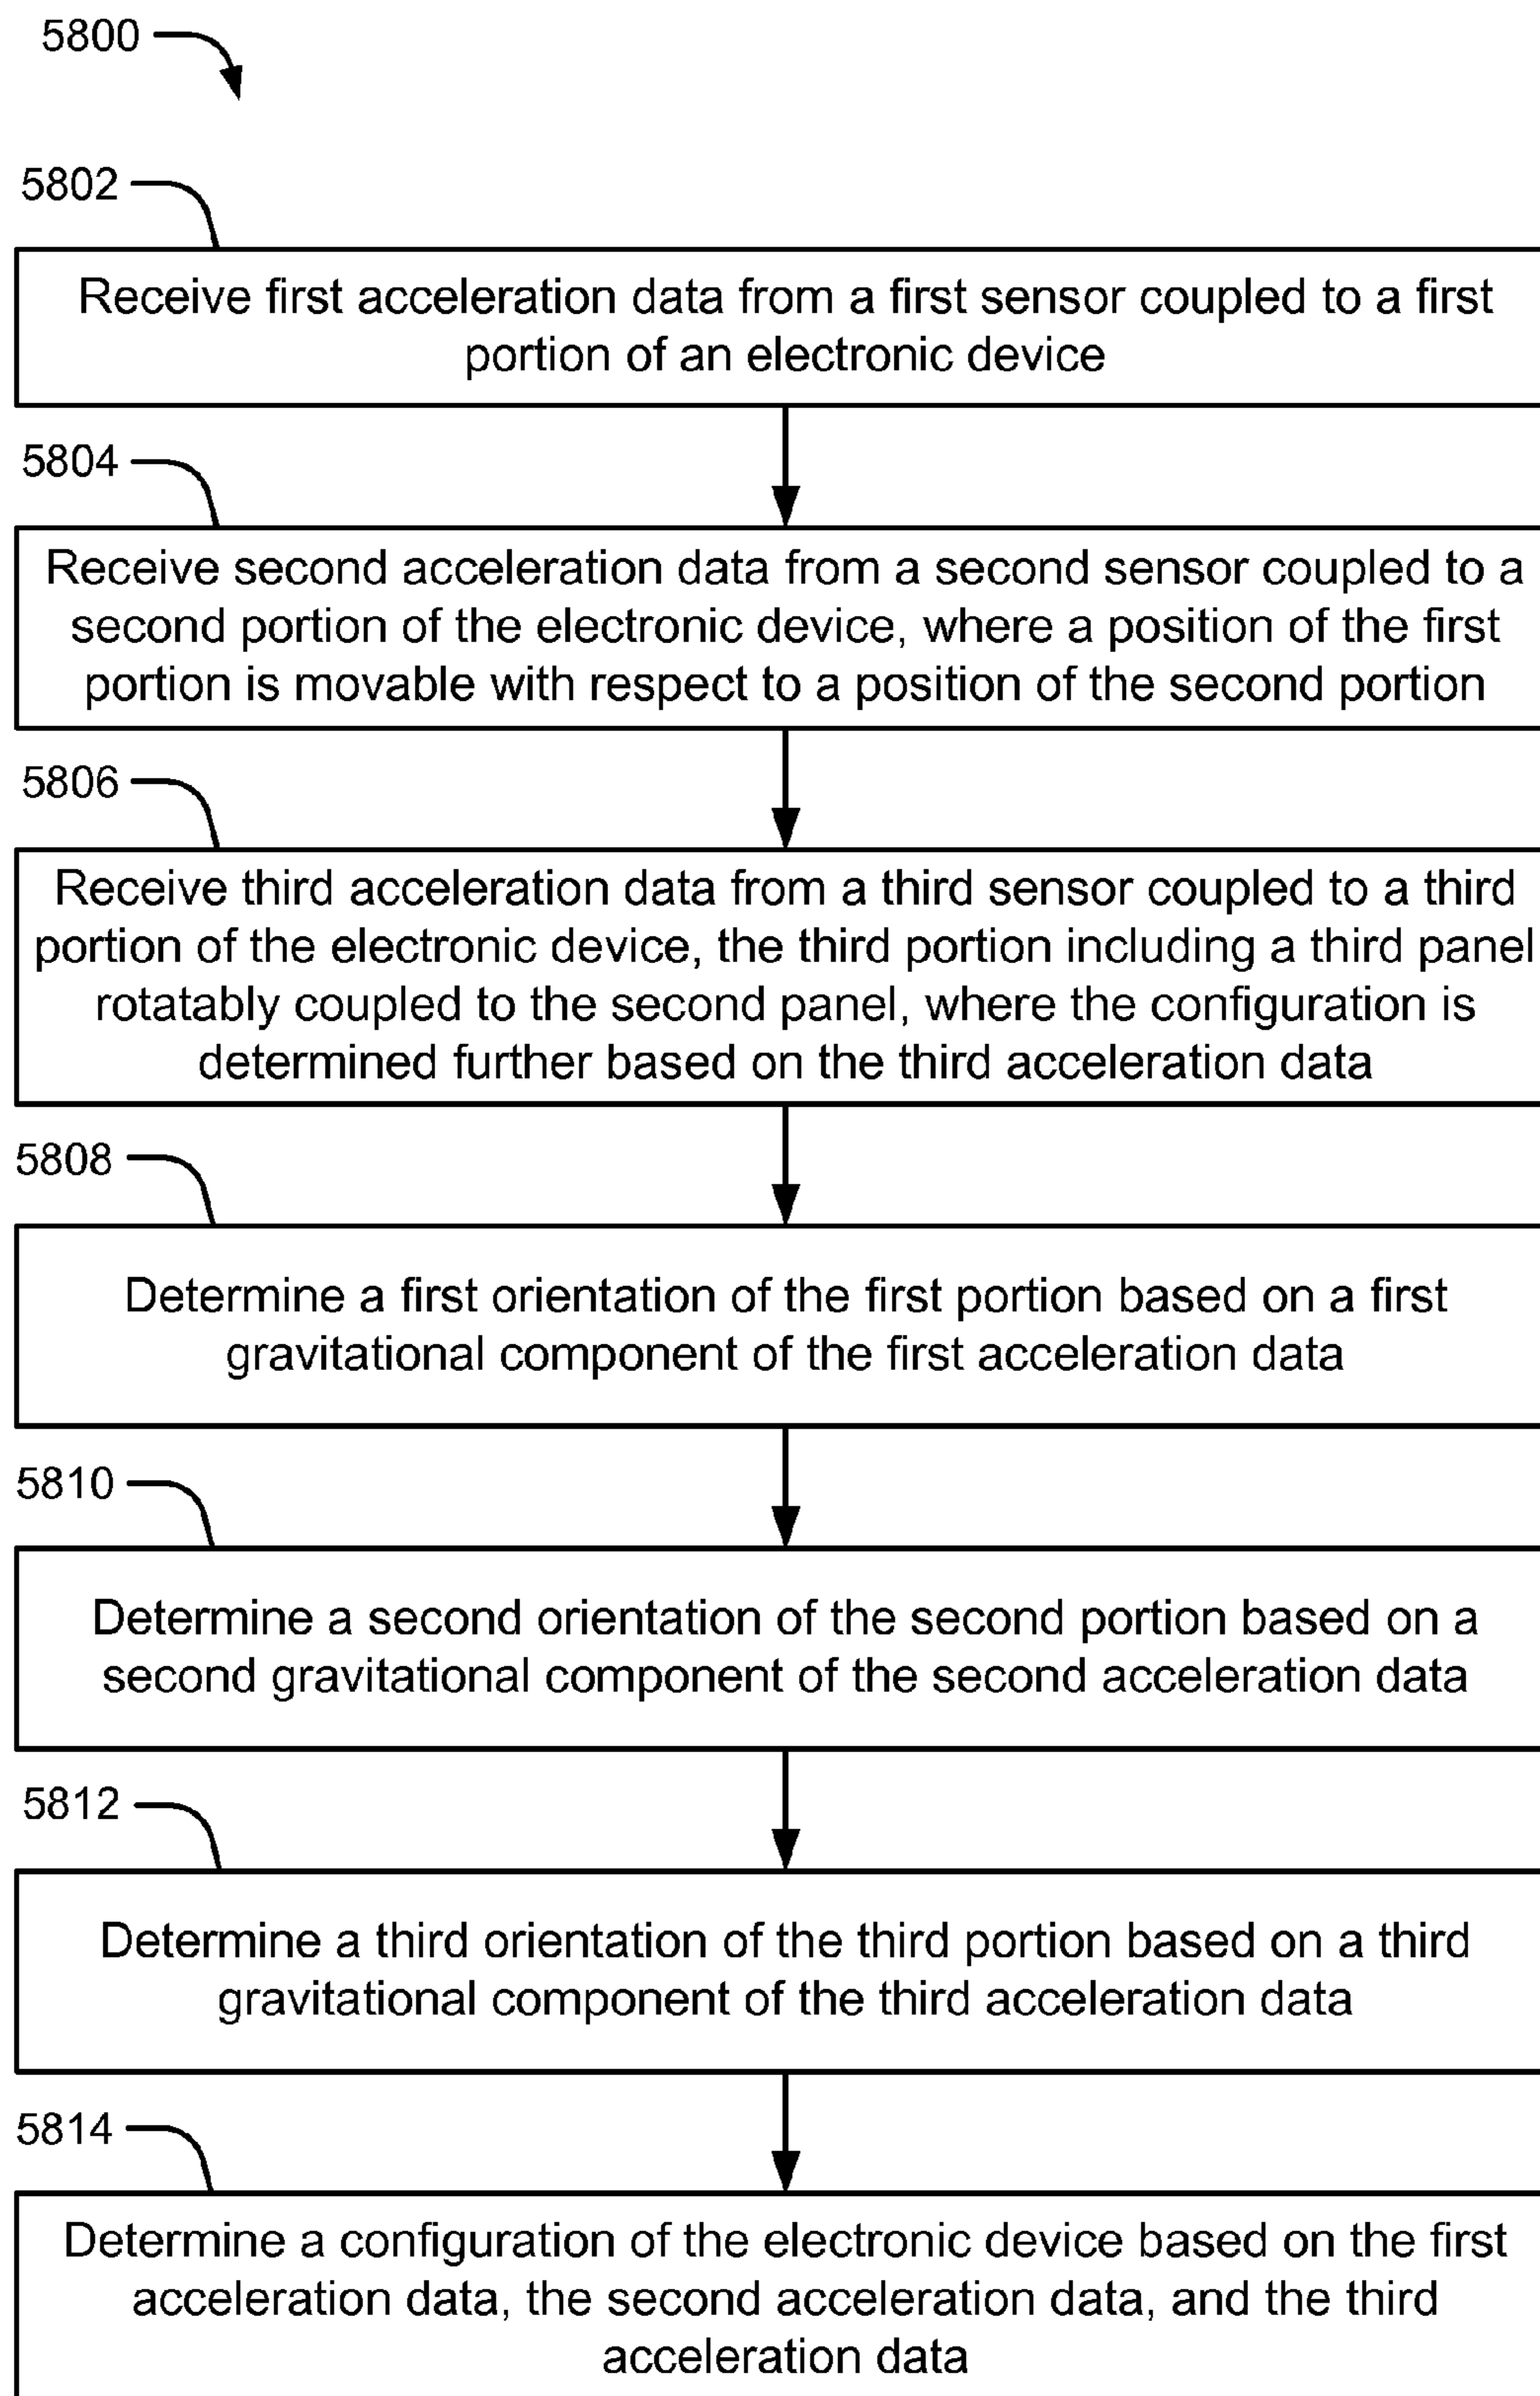 5800
5802
Receive first acceleration data from a first sensor coupled to a first
portion of an electronic device
5804
Receive second acceleration data from a second sensor coupled to a
second portion of the electronic device, where a position of the first
portion is movable with respect to a position of the second portion
5806
Receive third acceleration data from a third sensor coupled to a third
portion of the electronic device, the third portion including a third panel
rotatably coupled to the second panel, where the configuration is
determined further based on the third acceleration data
5808
Determine a first orientation of the first portion based on a first
gravitational component of the first acceleration data
5810
Determine a second orientation of the second portion based on a
second gravitational component of the second acceleration data
5812
Determine a third orientation of the third portion based on a third
gravitational component of the third acceleration data
5814
Determine a configuration of the electronic device based on the first
acceleration data, the second acceleration data, and the third
acceleration data